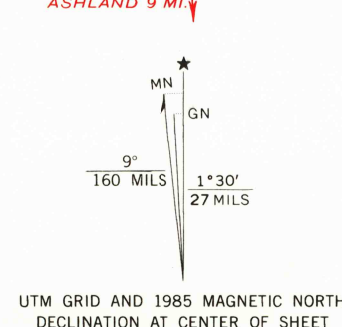 ASHLAND 9 MI.
MN
GN
9°
160 MILS
1°30′
27 MILS
UTM GRID AND 1985 MAGNETIC NORTH
DECLINATION AT CENTER OF SHEET